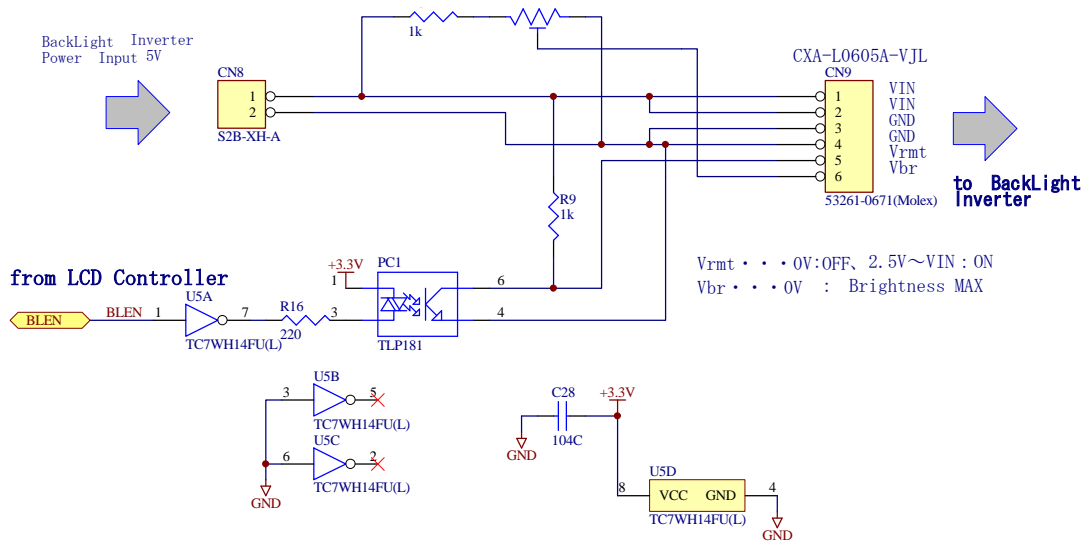 1k
BackLight Inverter
Power Input 5V
CN8
1
2
S2B-XH-A
CXA-L0605A-VJL
CN9
1 VIN
2 VIN
3 GND
4 GND
5 Vrmt
6 Vbr
53261-0671(Molex)
to BackLight
Inverter
R9
1k
Vrmt・・・0V:OFF、2.5V～VIN：ON
Vbr・・・0V : Brightness MAX
from LCD Controller
BLEN
BLEN
1
U5A
7
TC7WH14FU(L)
R16
220
+3.3V
1
3
PC1
6
4
TLP181
U5B
3
5
TC7WH14FU(L)
U5C
6
2
TC7WH14FU(L)
GND
C28
104C
GND
+3.3V
U5D
8
VCC GND
4
TC7WH14FU(L)
GND